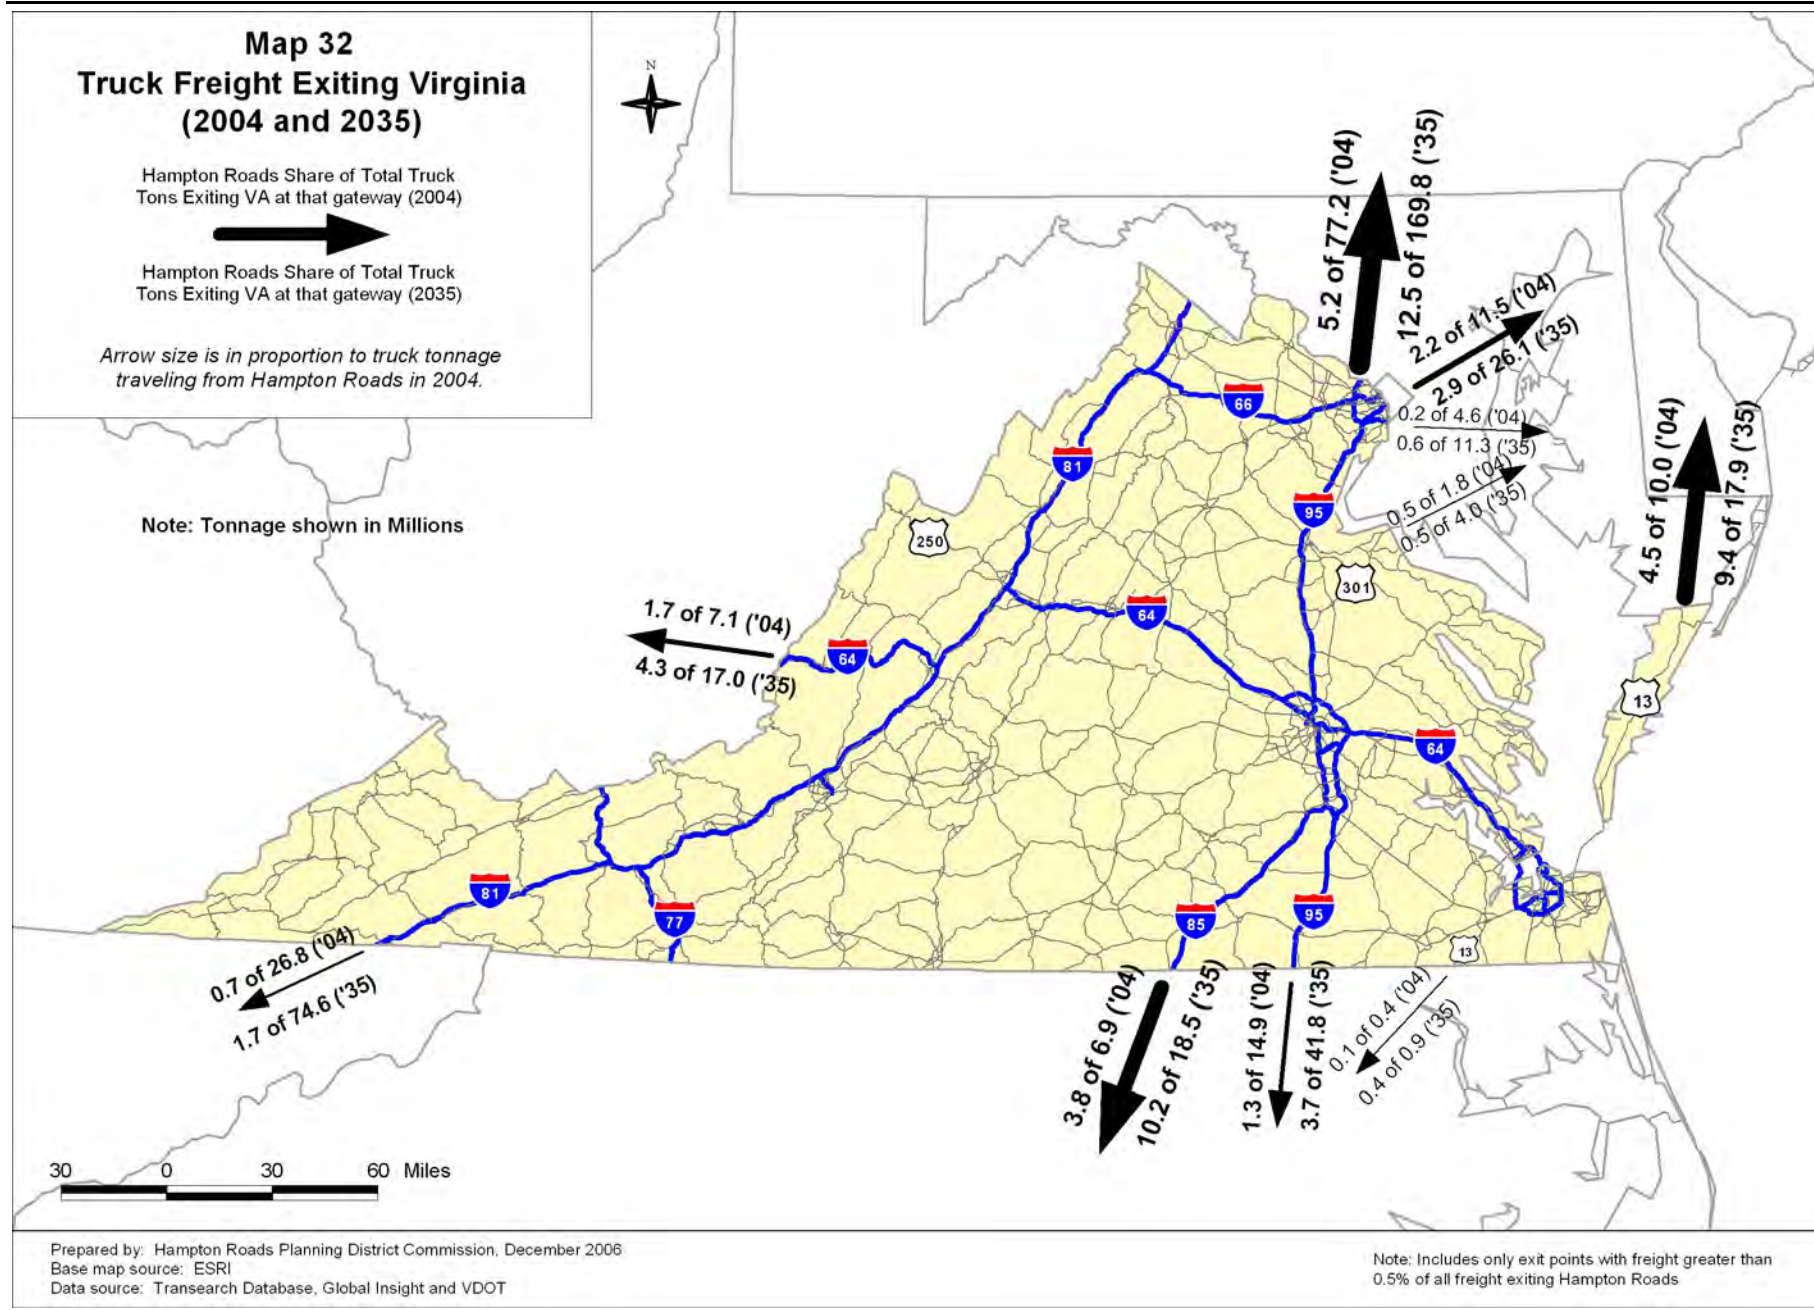 Map 32
Truck Freight Exiting Virginia
(2004 and 2035)
Hampton Roads Share of Total Truck
Tons Exiting VA at that gateway (2004)
Hampton Roads Share of Total Truck
Tons Exiting VA at that gateway (2035)
Arrow size is in proportion to truck tonnage
traveling from Hampton Roads in 2004.
N
Note: Tonnage shown in Millions
5.2 of 77.2 ('04)
12.5 of 169.8 ('35)
2.2 of 11.5 ('04)
2.9 of 26.1 ('35)
0.2 of 4.6 ('04)
0.6 of 11.3 ('35)
0.5 of 1.8 ('04)
0.5 of 4.0 ('35)
4.5 of 10.0 ('04)
9.4 of 17.9 ('35)
66
81
95
250
301
64
1.7 of 7.1 ('04)
4.3 of 17.0 ('35)
64
13
64
81
77
85
95
13
0.7 of 26.8 ('04)
1.7 of 74.6 ('35)
3.8 of 6.9 ('04)
10.2 of 18.5 ('35)
1.3 of 14.9 ('04)
3.7 of 41.8 ('35)
0.1 of 0.4 ('04)
0.4 of 0.9 ('35)
30 0 30 60 Miles
Prepared by: Hampton Roads Planning District Commission, December 2006
Base map source: ESRI
Data source: Transearch Database, Global Insight and VDOT
Note: Includes only exit points with freight greater than
0.5% of all freight exiting Hampton Roads